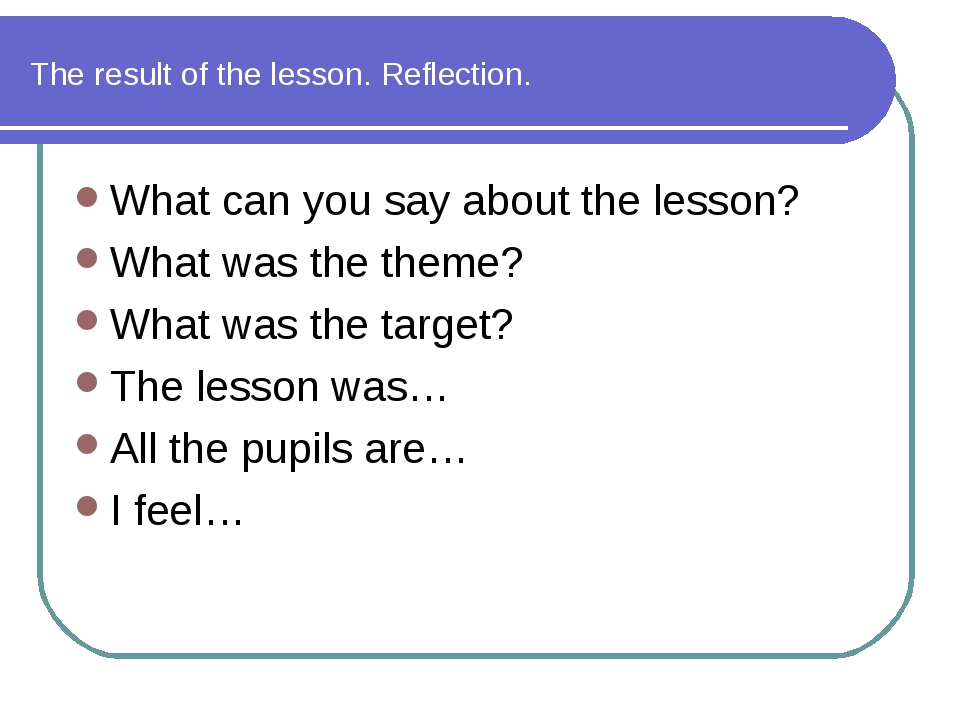 The result of the lesson. Reflection.
What can you say about the lesson?
What was the theme?
What was the target?
The lesson was…
All the pupils are…
I feel…